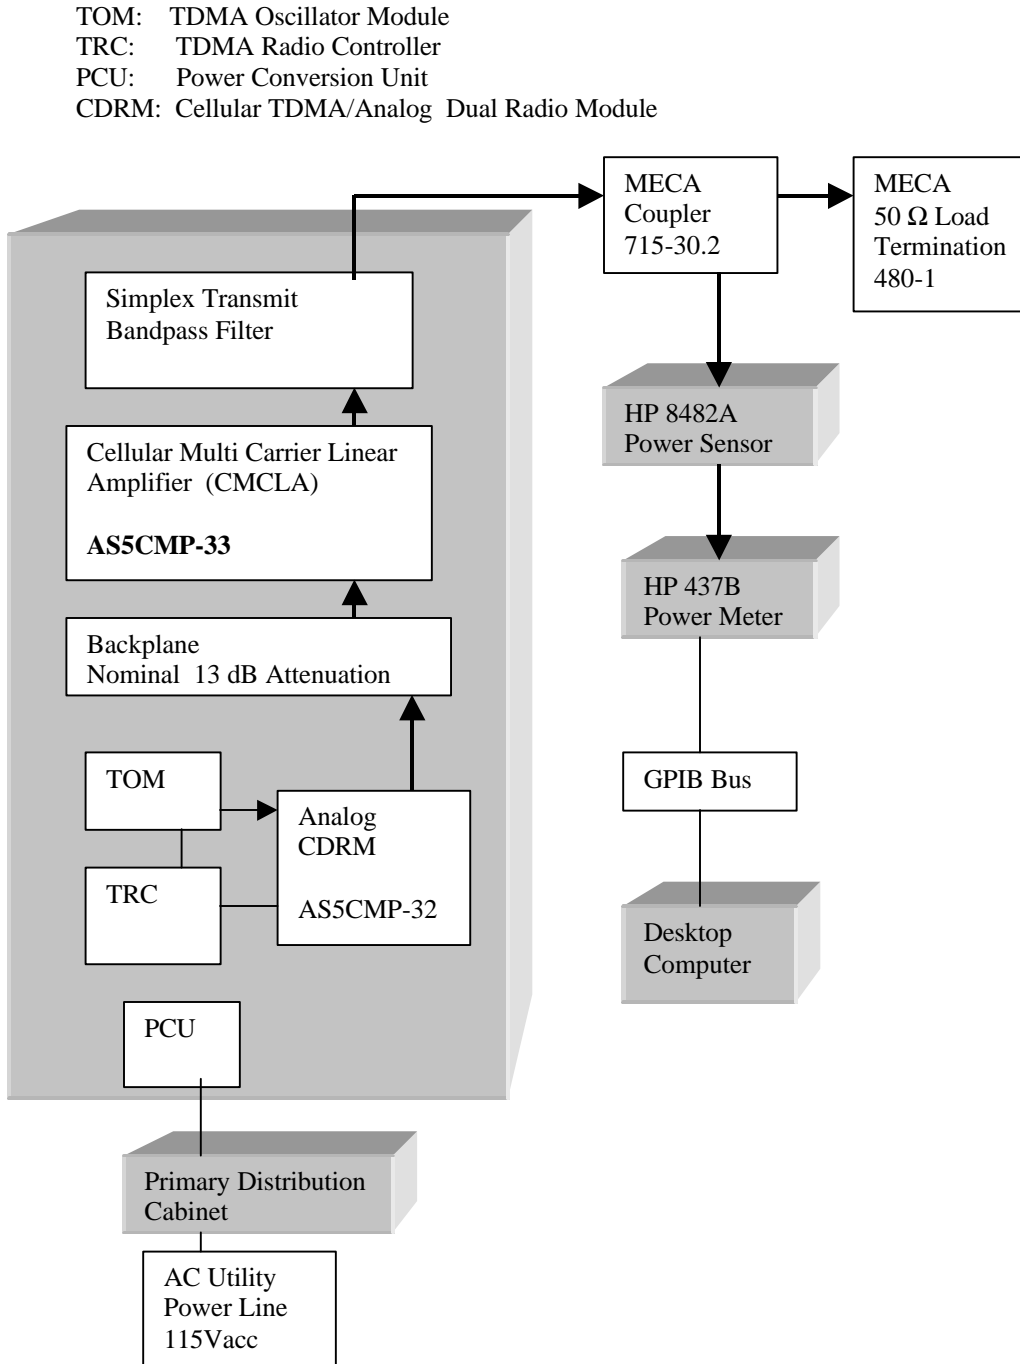 TOM: TDMA Oscillator Module
TRC: TDMA Radio Controller
PCU: Power Conversion Unit
CDRM: Cellular TDMA/Analog Dual Radio Module
MECA
Coupler
715-30.2
MECA
50 Ω Load
Termination
480-1
Simplex Transmit
Bandpass Filter
HP 8482A
Power Sensor
Cellular Multi Carrier Linear
Amplifier (CMCLA)
AS5CMP-33
HP 437B
Power Meter
Backplane
Nominal 13 dB Attenuation
TOM
GPIB Bus
Analog
CDRM
AS5CMP-32
TRC
Desktop
Computer
PCU
Primary Distribution
Cabinet
AC Utility
Power Line
115Vacc